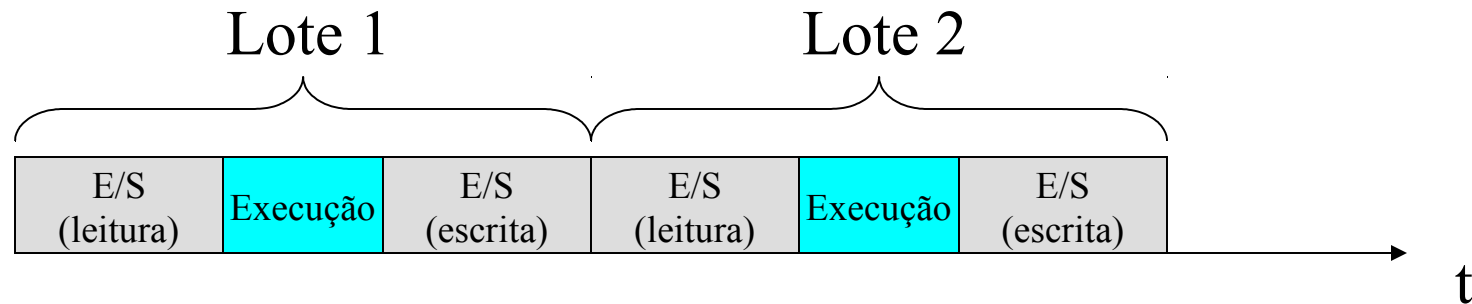 Lote 1
Lote 2
E/S
(leitura)
Execução
E/S
(escrita)
E/S
(leitura)
Execução
E/S
(escrita)
t